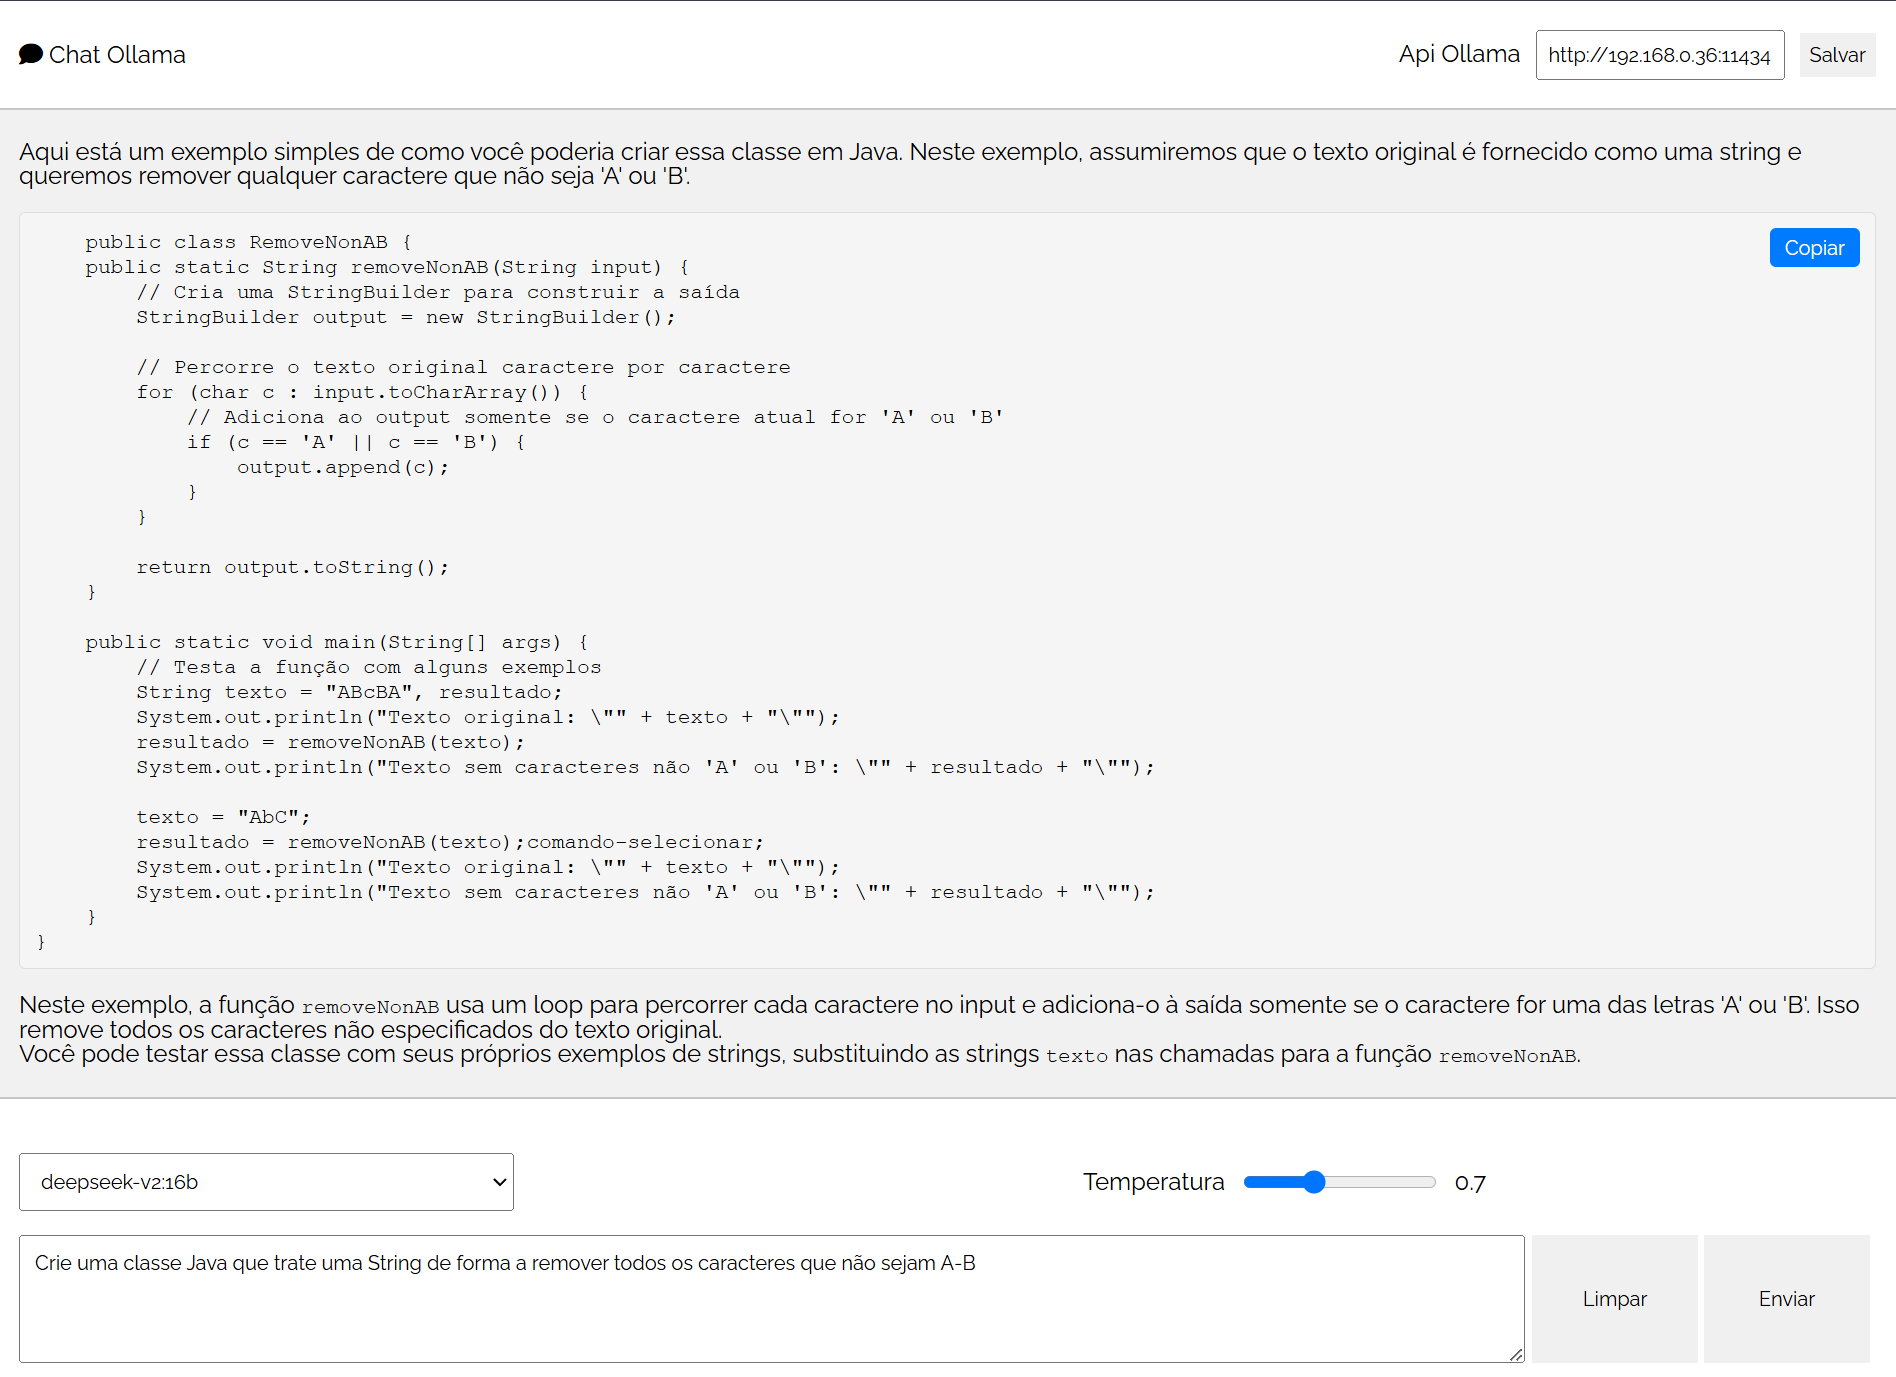 Chat Ollama
Api Ollama http://192.168.0.36:11434 Salvar
Aqui está um exemplo simples de como você poderia criar essa classe em Java. Neste exemplo, assumiremos que o texto original é fornecido como uma string e
queremos remover qualquer caractere que não seja 'A' ou 'B'.
Copiar
    public class RemoveNonAB {
    public static String removeNonAB(String input) {
        // Cria uma StringBuilder para construir a saída
        StringBuilder output = new StringBuilder();

        // Percorre o texto original caractere por caractere
        for (char c : input.toCharArray()) {
            // Adiciona ao output somente se o caractere atual for 'A' ou 'B'
            if (c == 'A' || c == 'B') {
                output.append(c);
            }
        }

        return output.toString();
    }

    public static void main(String[] args) {
        // Testa a função com alguns exemplos
        String texto = "ABcBA", resultado;
        System.out.println("Texto original: \"" + texto + "\"");
        resultado = removeNonAB(texto);
        System.out.println("Texto sem caracteres não 'A' ou 'B': \"" + resultado + "\"");

        texto = "AbC";
        resultado = removeNonAB(texto);comando-selecionar;
        System.out.println("Texto original: \"" + texto + "\"");
        System.out.println("Texto sem caracteres não 'A' ou 'B': \"" + resultado + "\"");
    }
}
Neste exemplo, a função removeNonAB usa um loop para percorrer cada caractere no input e adiciona-o à saída somente se o caractere for uma das letras 'A' ou 'B'. Isso
remove todos os caracteres não especificados do texto original.
Você pode testar essa classe com seus próprios exemplos de strings, substituindo as strings texto nas chamadas para a função removeNonAB.
deepseek-v2:16b
Temperatura 0.7
Crie uma classe Java que trate uma String de forma a remover todos os caracteres que não sejam A-B
Limpar
Enviar